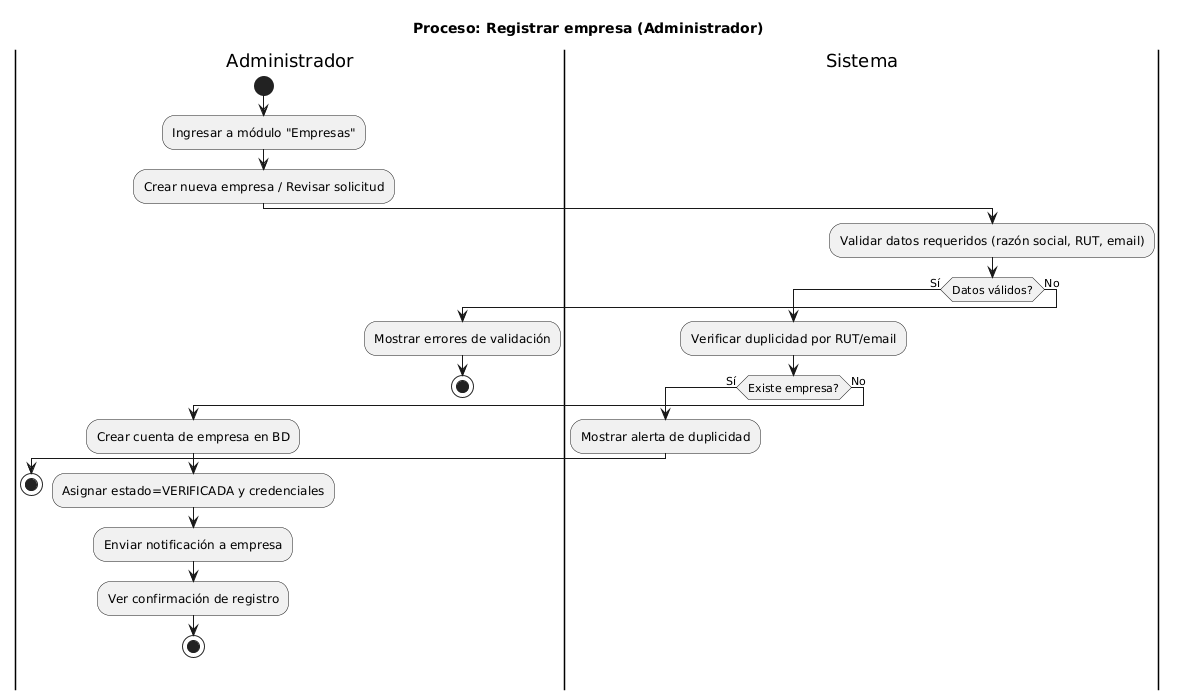 Proceso: Registrar empresa (Administrador)
Administrador
Sistema
Ingresar a módulo "Empresas"
Crear nueva empresa / Revisar solicitud
Validar datos requeridos (razón social, RUT, email)
Sí
Datos válidos?
No
Mostrar errores de validación
Verificar duplicidad por RUT/email
Sí
Existe empresa?
No
Crear cuenta de empresa en BD
Mostrar alerta de duplicidad
Asignar estado=VERIFICADA y credenciales
Enviar notificación a empresa
Ver confirmación de registro